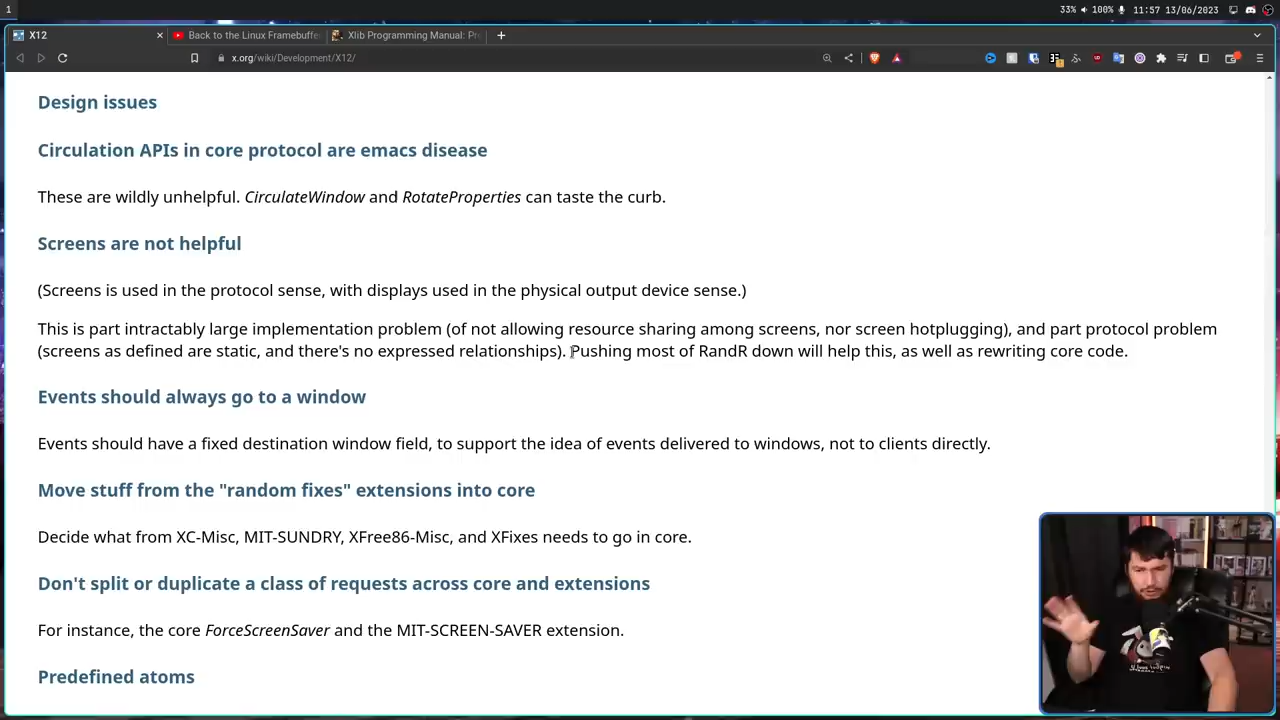 1
33% 100% 11:57 13/06/2023
X12
Back to the Linux Framebuffe
Xlib Programming Manual: Pr
x.org/wiki/Development/X12/
Design issues
Circulation APIs in core protocol are emacs disease
These are wildly unhelpful. CirculateWindow and RotateProperties can taste the curb.
Screens are not helpful
(Screens is used in the protocol sense, with displays used in the physical output device sense.)
This is part intractably large implementation problem (of not allowing resource sharing among screens, nor screen hotplugging), and part protocol problem
(screens as defined are static, and there's no expressed relationships). Pushing most of RandR down will help this, as well as rewriting core code.
Events should always go to a window
Events should have a fixed destination window field, to support the idea of events delivered to windows, not to clients directly.
Move stuff from the "random fixes" extensions into core
Decide what from XC-Misc, MIT-SUNDRY, XFree86-Misc, and XFixes needs to go in core.
Don't split or duplicate a class of requests across core and extensions
For instance, the core ForceScreenSaver and the MIT-SCREEN-SAVER extension.
Predefined atoms